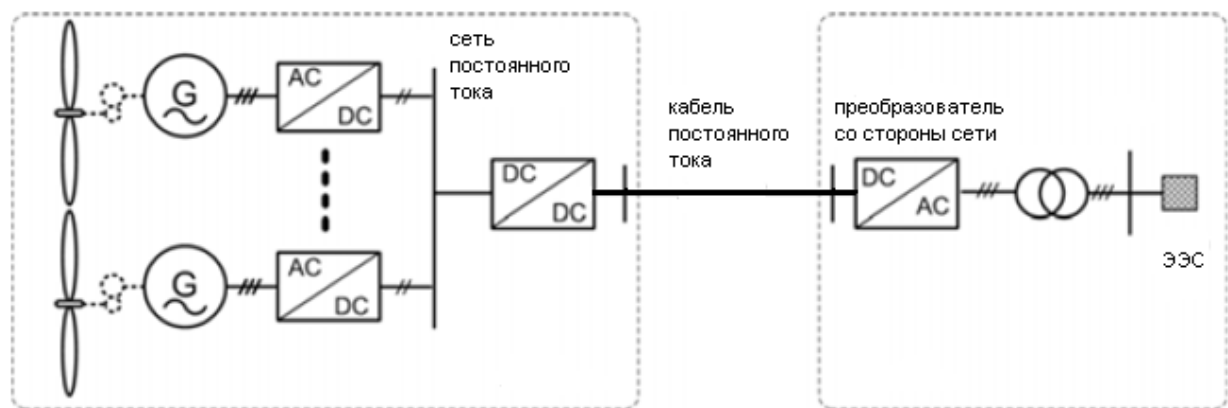 сеть
постоянного
тока
G
AC
DC
кабель
постоянного
тока
преобразователь
со стороны сети
DC
DC
DC
AC
ЭЭС
G
AC
DC